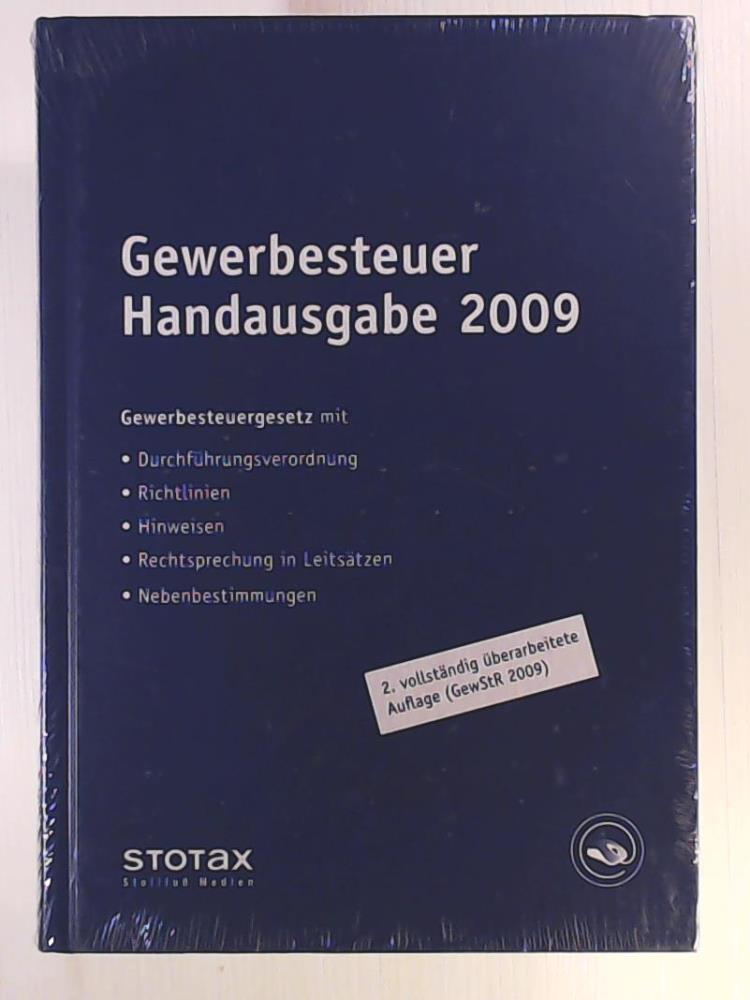 Gewerbesteuer
Handausgabe 2009
Gewerbesteuergesetz mit
• Durchführungsverordnung
• Richtlinien
• Hinweisen
• Rechtsprechung in Leitsätzen
• Nebenbestimmungen
2. vollständig überarbeitete
Auflage (GewStR 2009)
STOTAX
Stollfuß Medien